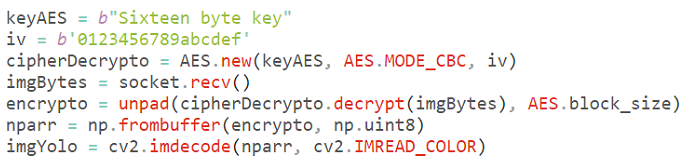 keyAES = b"Sixteen byte key"
iv = b'0123456789abcdef'
cipherDecrypto = AES.new(keyAES, AES.MODE_CBC, iv)
imgBytes = socket.recv()
encrypto = unpad(cipherDecrypto.decrypt(imgBytes), AES.block_size)
nparr = np.frombuffer(encrypto, np.uint8)
imgYolo = cv2.imdecode(nparr, cv2.IMREAD_COLOR)